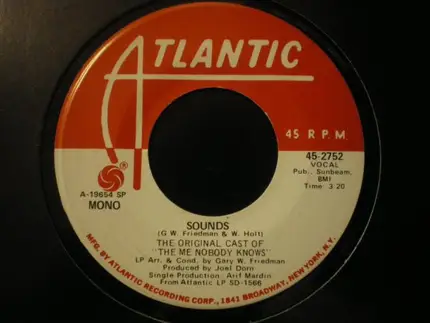 ATLANTIC
45 R.P.M.
45-2752
VOCAL
Pub., Sunbeam,
BMI
Time: 3:20
A-19654 SP
MONO
SOUNDS
(G. W. Friedman & W. Holt)
THE ORIGINAL CAST OF
"THE ME NOBODY KNOWS"
LP Arr. & Cond. by Gary W. Friedman
Produced by Joel Dorn
Single Production: Arif Mardin
From Atlantic LP SD-1566
MFG. BY ATLANTIC RECORDING CORP., 1841 BROADWAY, NEW YORK, N.Y.